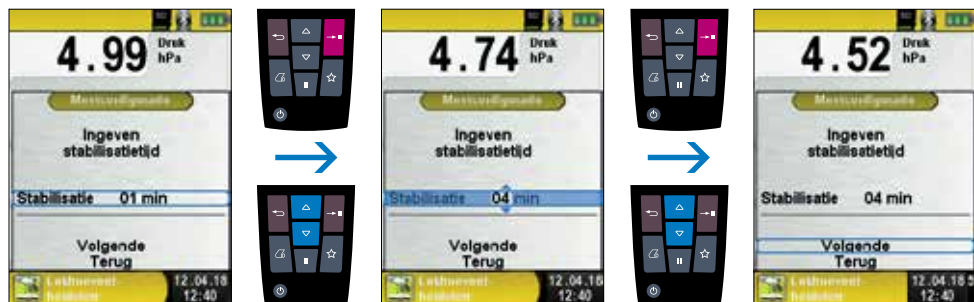 4.99 Druk
hPa
Ingeven
stabilisatietijd
Stabilisatie 01 min
Volgende
Terug
12.04.18
12:40
4.74 Druk
hPa
Ingeven
stabilisatietijd
Stabilisatie 04 min
Volgende
Terug
12.04.18
12:40
4.52 Druk
hPa
Ingeven
stabilisatietijd
Stabilisatie 04 min
Volgende
Terug
12.04.18
12:40